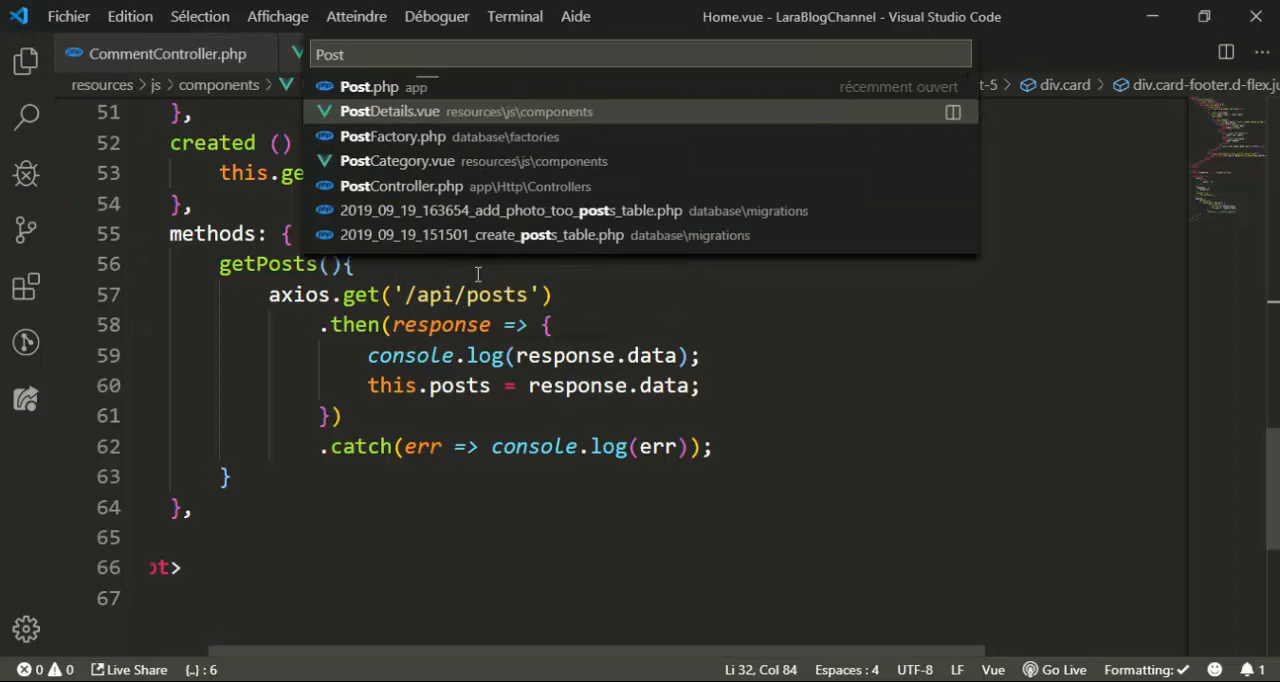 Fichier Edition Sélection Affichage Atteindre Déboguer Terminal Aide Home.vue - LaraBlogChannel - Visual Studio Code
CommentController.php
Post
resources > js > components > t-5 > div.card > div.card-footer.d-flex.ju
Post.php app récemment ouvert
PostDetails.vue resources\js\components
PostFactory.php database\factories
PostCategory.vue resources\js\components
PostController.php app\Http\Controllers
2019_09_19_163654_add_photo_too_posts_table.php database\migrations
2019_09_19_151501_create_posts_table.php database\migrations
51 },
52 created ()
53 this.ge
54 },
55 methods: {
56 getPosts(){
57 axios.get('/api/posts')
58 .then(response => {
59 console.log(response.data);
60 this.posts = response.data;
61 })
62 .catch(err => console.log(err));
63 }
64 },
65
66 pt>
67
0 0 Live Share {..} : 6 Li 32, Col 84 Espaces : 4 UTF-8 LF Vue Go Live Formatting: ✓ 1